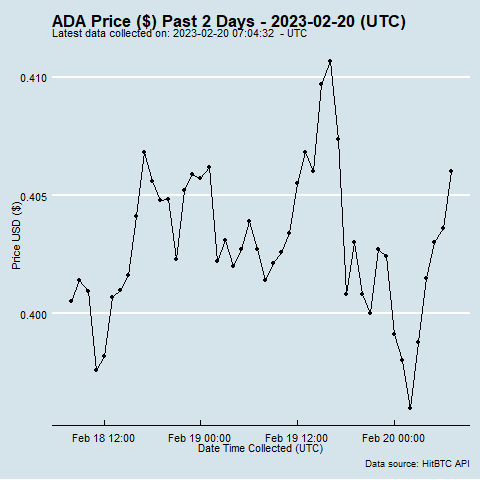 ADA Price ($) Past 2 Days - 2023-02-20 (UTC)
Latest data collected on: 2023-02-20 07:04:32  - UTC
0.410
0.405
0.400
Price USD ($)
Feb 18 12:00
Feb 19 00:00
Feb 19 12:00
Feb 20 00:00
Date Time Collected (UTC)
Data source: HitBTC API